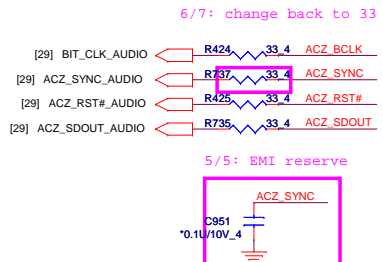 6/7: change back to 33
[29] BIT_CLK_AUDIO R424 33_4 ACZ_BCLK
[29] ACZ_SYNC_AUDIO R737 33_4 ACZ_SYNC
[29] ACZ_RST#_AUDIO R425 33_4 ACZ_RST#
[29] ACZ_SDOUT_AUDIO R735 33_4 ACZ_SDOUT
5/5: EMI reserve
ACZ_SYNC
C951
*0.1U/10V_4